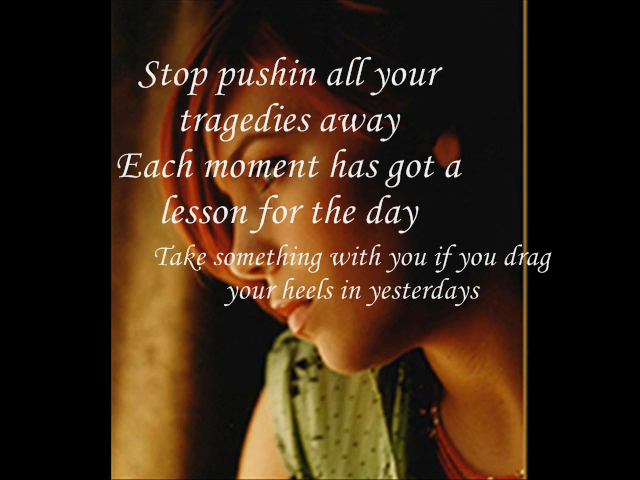 Stop pushin all your
tragedies away
Each moment has got a
lesson for the day
Take something with you if you drag
your heels in yesterdays